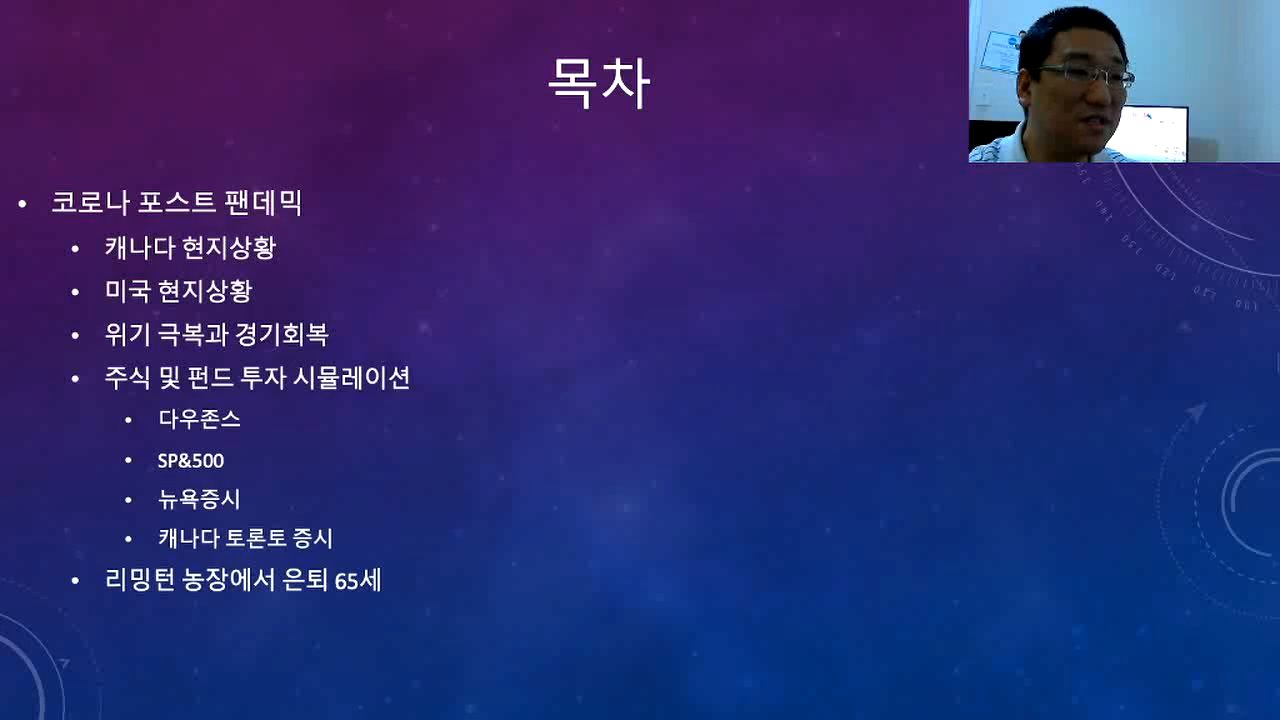 목차
• 코로나 포스트 팬데믹
• 캐나다 현지상황
• 미국 현지상황
• 위기 극복과 경기회복
• 주식 및 펀드 투자 시뮬레이션
• 다우존스
• SP&500
• 뉴욕증시
• 캐나다 토론토 증시
• 리밍턴 농장에서 은퇴 65세